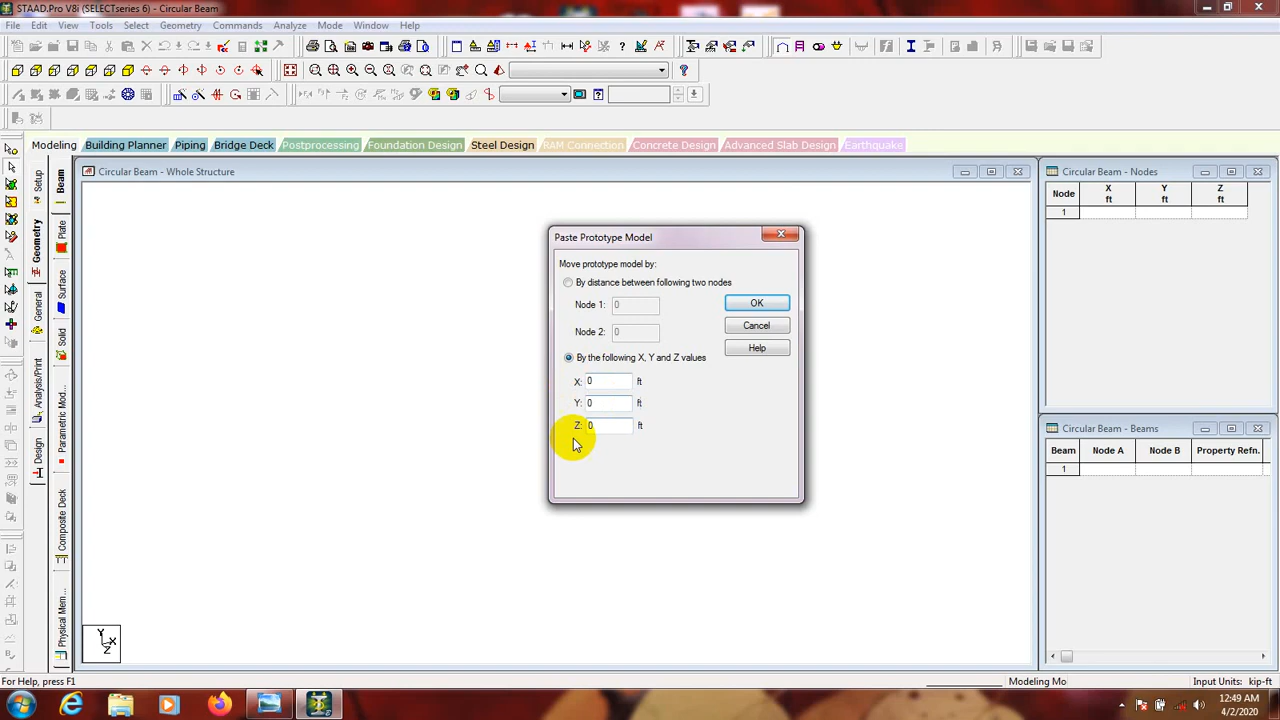 STAAD.Pro V8i (SELECTseries 6) - Circular Beam
File Edit View Tools Select Geometry Commands Analyze Mode Window Help
Modeling Building Planner Piping Bridge Deck Postprocessing Foundation Design Steel Design RAM Connection Concrete Design Advanced Slab Design Earthquake
Setup
Geometry
General
Analysis/Print
Design
Beam
Plate
Surface
Solid
Parametric Mod...
Composite Deck
Physical Mem...
Circular Beam - Whole Structure
Y
X
Z
Paste Prototype Model
Move prototype model by:
By distance between following two nodes
Node 1: 0
Node 2: 0
By the following X, Y and Z values
X: 0 ft
Y: 0 ft
Z: 0 ft
OK
Cancel
Help
Circular Beam - Nodes
Node X ft Y ft Z ft
1
Circular Beam - Beams
Beam Node A Node B Property Refn.
1
For Help, press F1
Modeling Mo Input Units: kip-ft
12:49 AM
4/2/2020